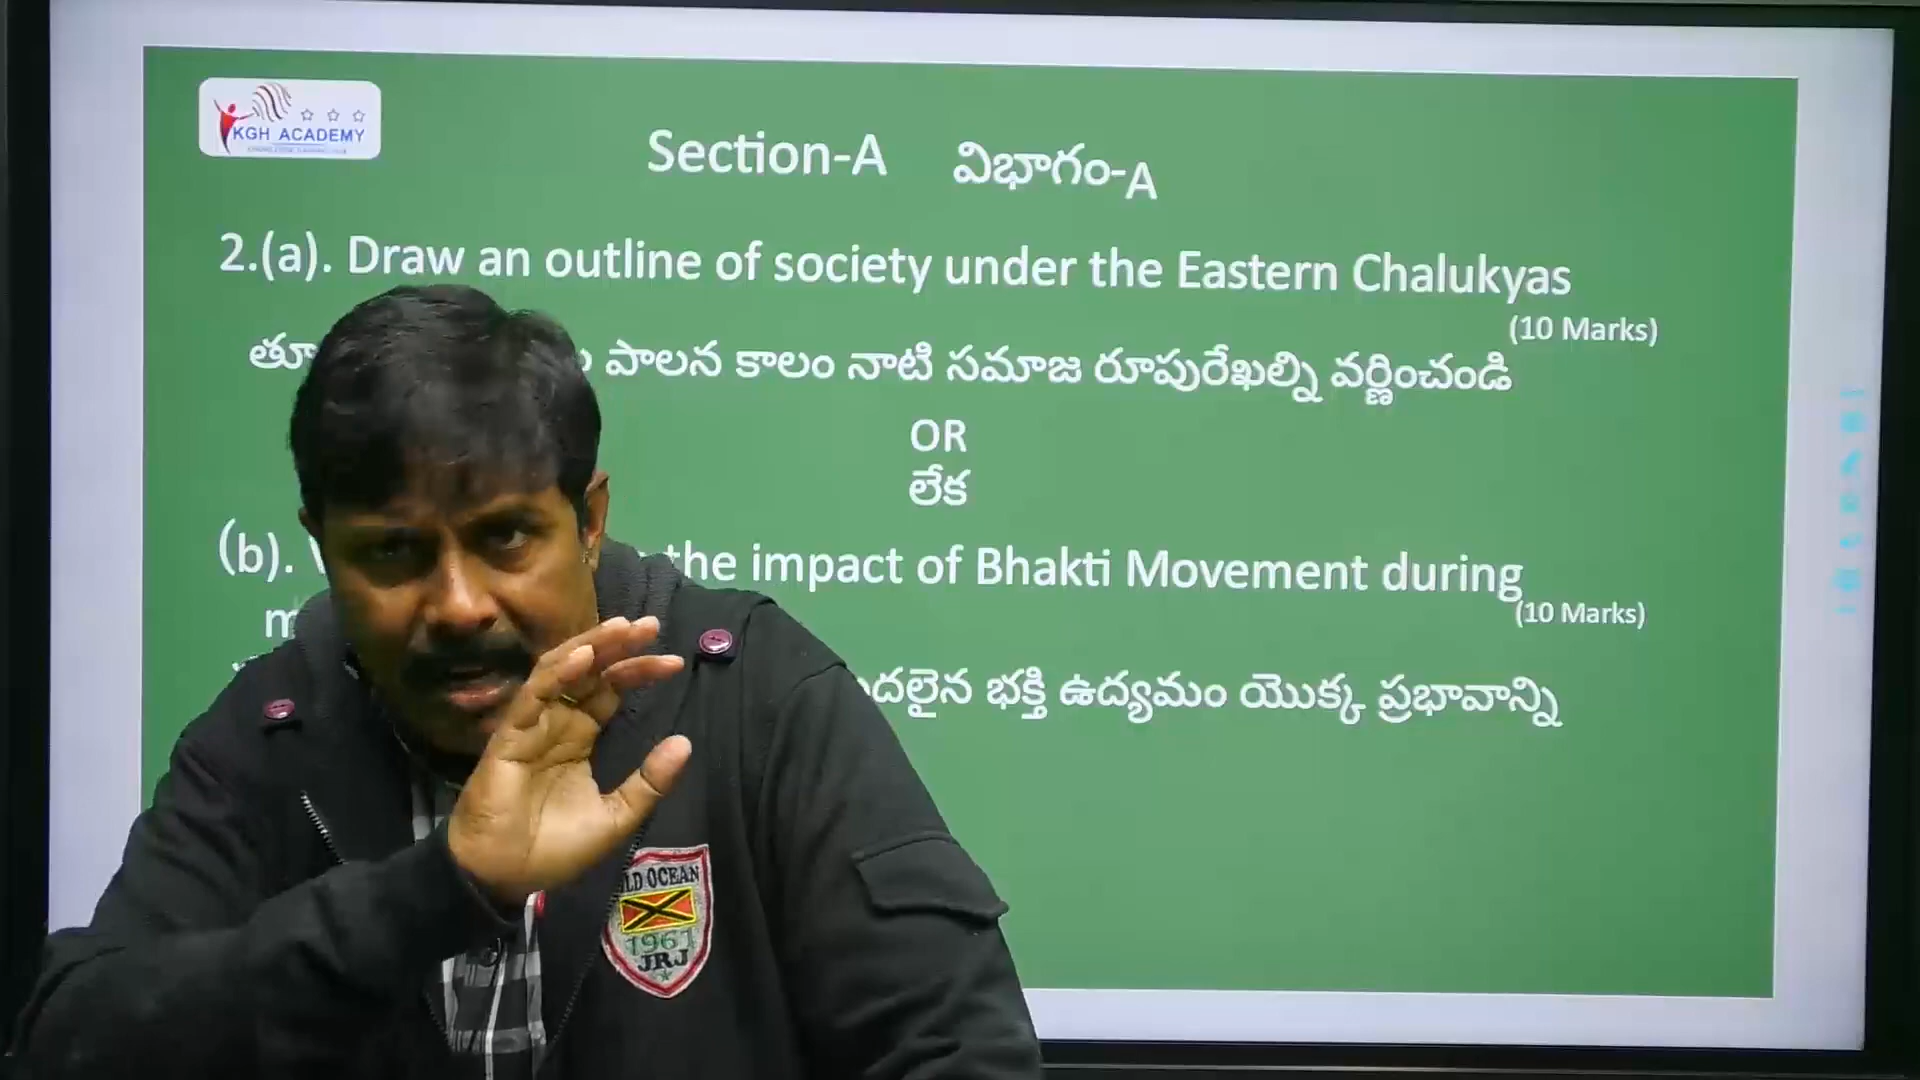 KGH ACADEMY
Section-A విభాగం-A
2.(a). Draw an outline of society under the Eastern Chalukyas
(10 Marks)
పాలన కాలం నాటి సమాజ రూపురేఖల్ని వర్ణించండి
OR
లేక
(b). the impact of Bhakti Movement during
(10 Marks)
భక్తి ఉద్యమం యొక్క ప్రభావాన్ని
OCEAN
1967
JRJ